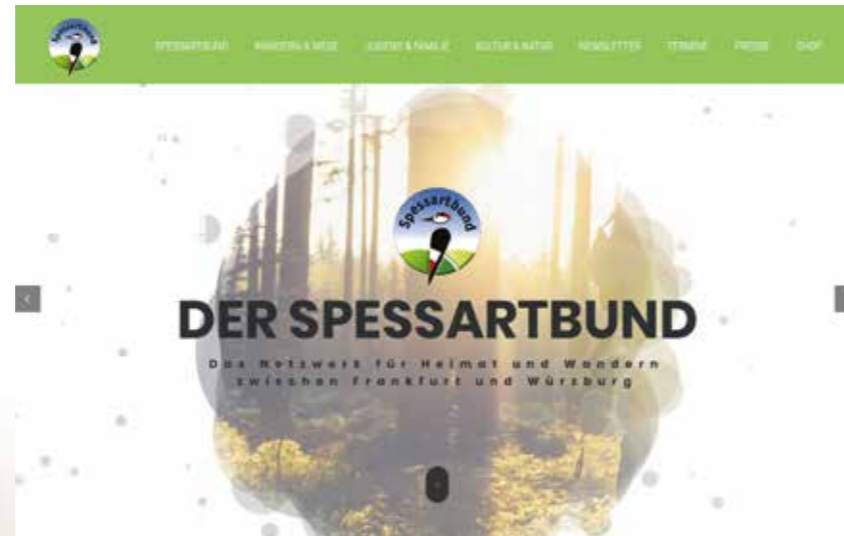 Spessartbund
SPESSARTBUND WANDERN & WEGE JUGEND & FAMILIE KULTUR & NATUR NEWSLETTER TERMINE PRESSE SHOP
Spessartbund
DER SPESSARTBUND
Das Netzwerk für Heimat und Wandern
zwischen Frankfurt und Würzburg